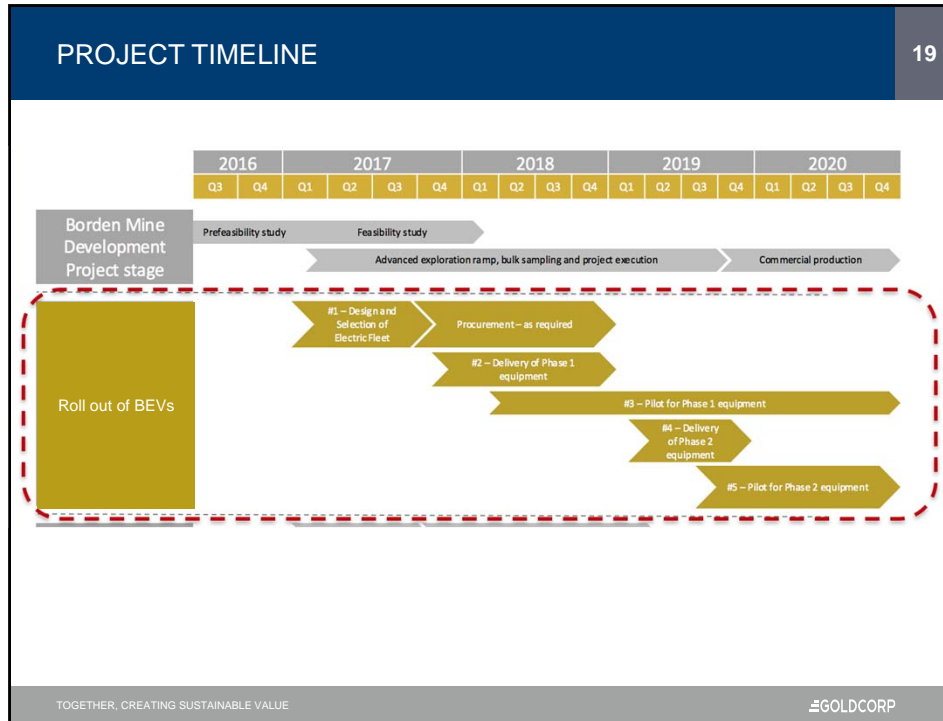 PROJECT TIMELINE
19
2016 2017 2018 2019 2020
Q3 Q4 Q1 Q2 Q3 Q4 Q1 Q2 Q3 Q4 Q1 Q2 Q3 Q4 Q1 Q2 Q3 Q4
Borden Mine
Development
Project stage
Prefeasibility study
Feasibility study
Advanced exploration ramp, bulk sampling and project execution
Commercial production
Roll out of BEVs
#1 – Design and
Selection of
Electric Fleet
Procurement – as required
#2 – Delivery of Phase 1
equipment
#3 – Pilot for Phase 1 equipment
#4 – Delivery
of Phase 2
equipment
#5 – Pilot for Phase 2 equipment
TOGETHER, CREATING SUSTAINABLE VALUE
GOLDCORP